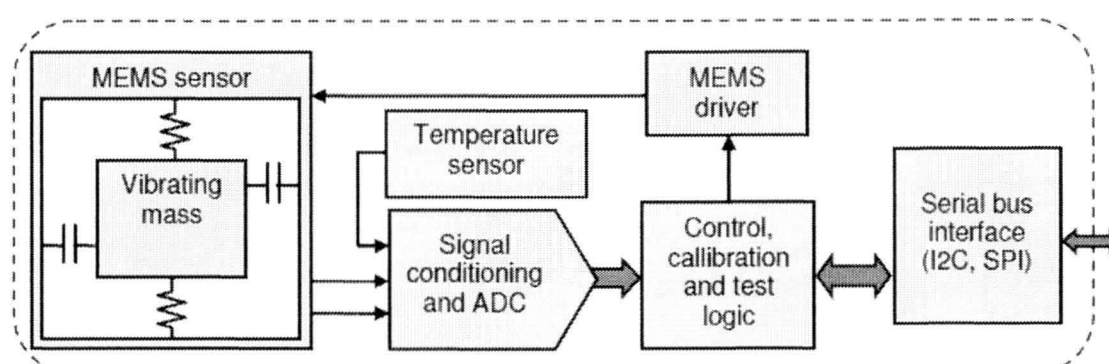 MEMS sensor
Vibrating
mass
Temperature
sensor
MEMS
driver
Signal
conditioning
and ADC
Control,
callibration
and test
logic
Serial bus
interface
(I2C, SPI)